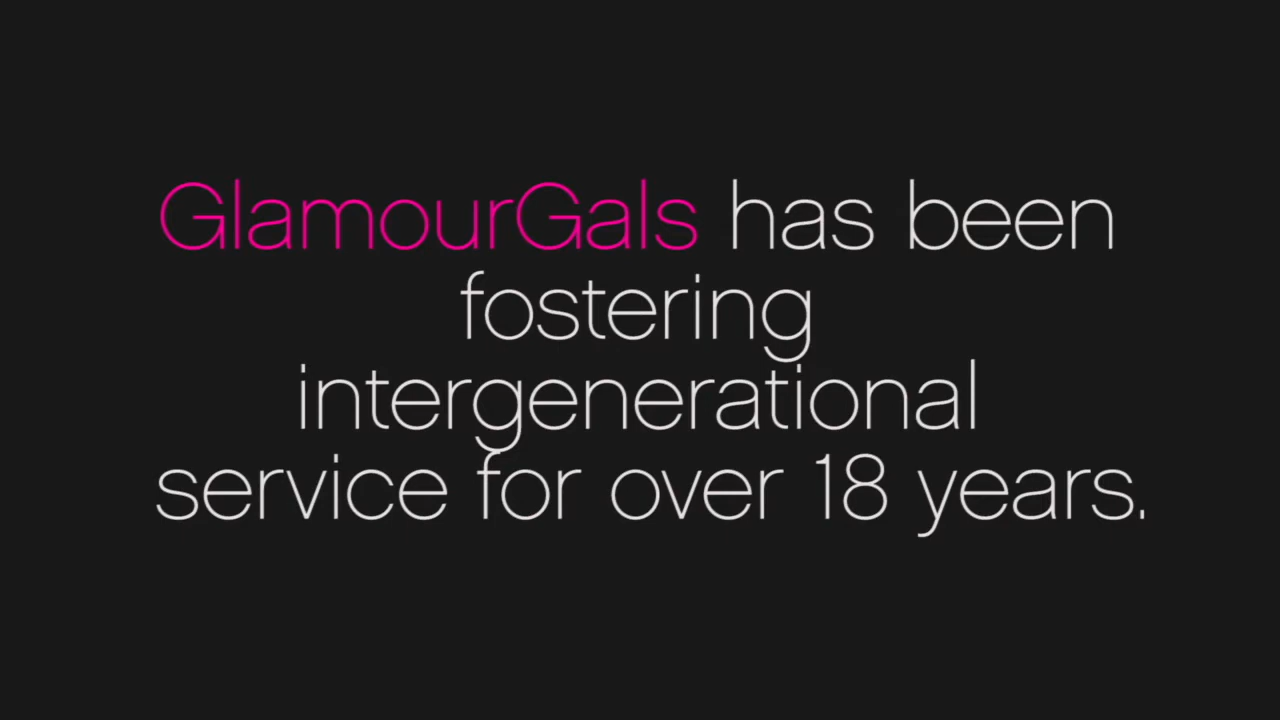 GlamourGals has been
fostering
intergenerational
service for over 18 years.